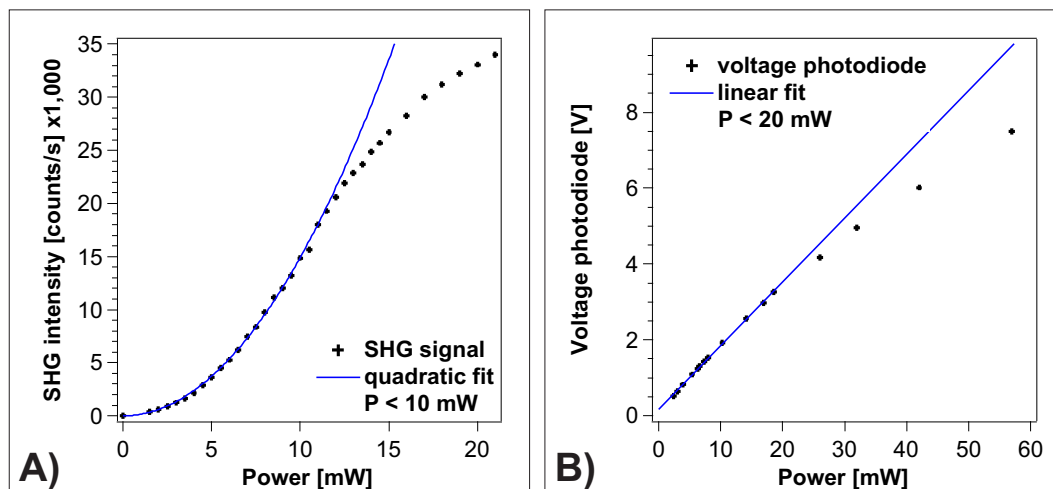 35
30
25
20
15
10
5
0
SHG intensity [counts/s] x1,000
SHG signal
quadratic fit
P < 10 mW
0 5 10 15 20
Power [mW]
A)
8
6
4
2
0
Voltage photodiode [V]
voltage photodiode
linear fit
P < 20 mW
0 10 20 30 40 50 60
Power [mW]
B)